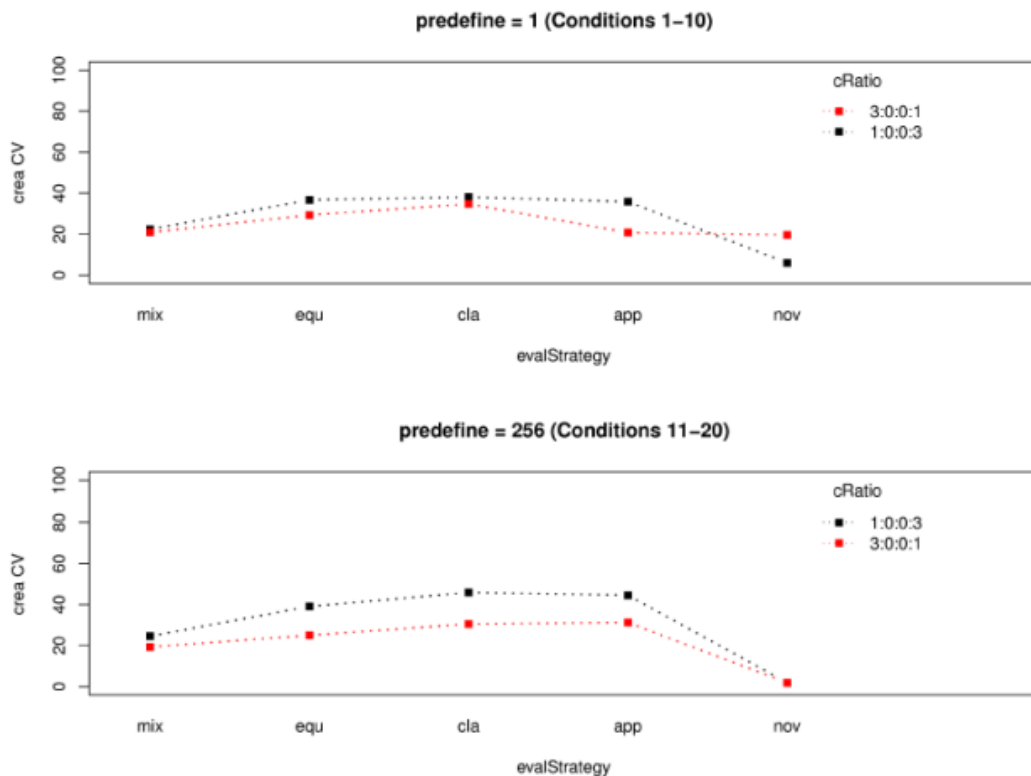 predefine = 1 (Conditions 1−10)
crea CV
100
80
60
40
20
0
cRatio
3:0:0:1
1:0:0:3
mix equ cla app nov
evalStrategy
predefine = 256 (Conditions 11−20)
crea CV
100
80
60
40
20
0
cRatio
1:0:0:3
3:0:0:1
mix equ cla app nov
evalStrategy